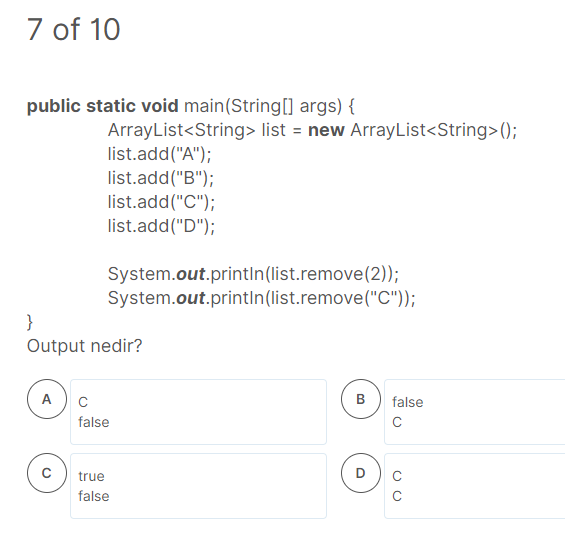 7 of 10
public static void main(String[] args) {
ArrayList<String> list = new ArrayList<String>();
list.add("A");
list.add("B");
list.add("C");
list.add("D");
System.out.println(list.remove(2));
System.out.println(list.remove("C"));
}
Output nedir?
A
C
false
B
false
C
C
true
false
D
C
C